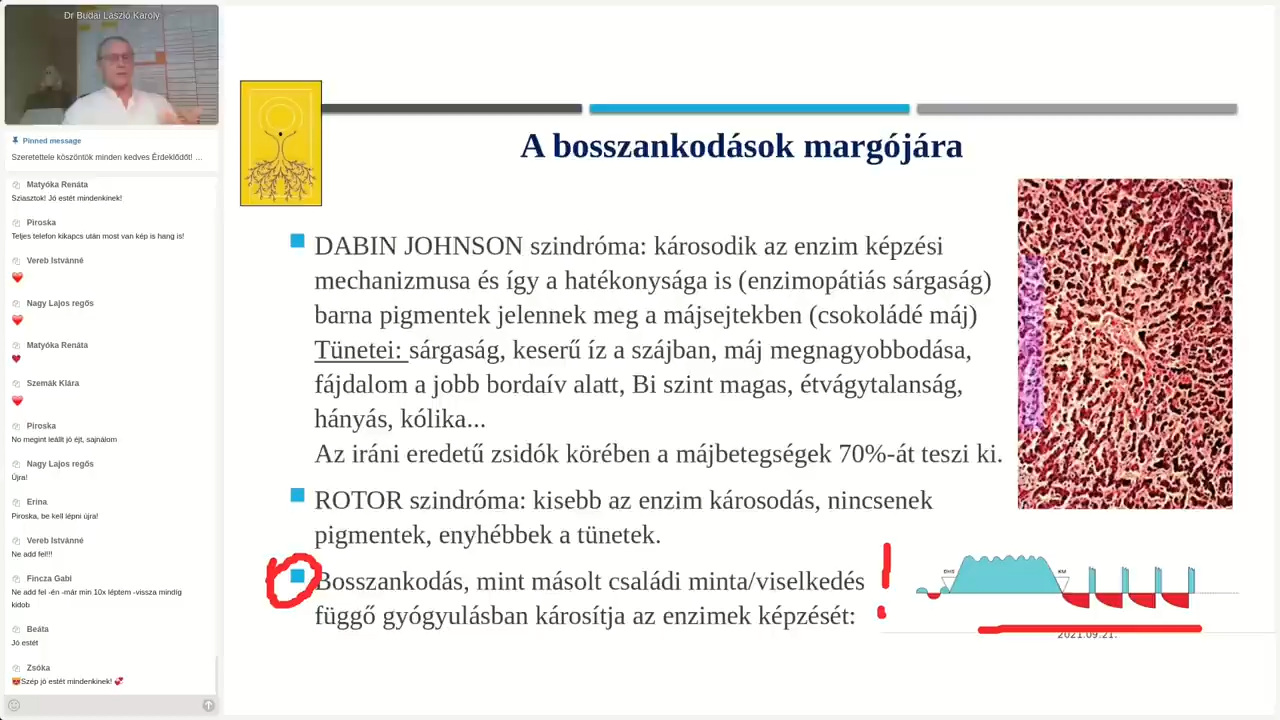 Dr Budai László Károly
Pinned message
Szeretettele köszöntök minden kedves Érdeklődőt! ...
Matyóka Renáta
Sziasztok! Jó estét mindenkinek!
Piroska
Teljes telefon kikapcs után most van kép is hang is!
Vereb Istvánné
❤️
Nagy Lajos regős
❤️
Matyóka Renáta
♥
Szemák Klára
❤️
Piroska
No megint leállt jó éjt, sajnálom
Nagy Lajos regős
Újra!
Erina
Piroska, be kell lépni újra!
Vereb Istvánné
Ne add fel!!!
Fincza Gabi
Ne add fel -én -már min 10x léptem -vissza mindíg
kidob
Beáta
Jó estét
Zsóka
😻Szép jó estét mindenkinek! 💞
A bosszankodások margójára
DABIN JOHNSON szindróma: károsodik az enzim képzési
mechanizmusa és így a hatékonysága is (enzimopátiás sárgaság)
barna pigmentek jelennek meg a májsejtekben (csokoládé máj)
Tünetei: sárgaság, keserű íz a szájban, máj megnagyobbodása,
fájdalom a jobb bordaív alatt, Bi szint magas, étvágytalanság,
hányás, kólika...
Az iráni eredetű zsidók körében a májbetegségek 70%-át teszi ki.
ROTOR szindróma: kisebb az enzim károsodás, nincsenek
pigmentek, enyhébbek a tünetek.
Bosszankodás, mint másolt családi minta/viselkedés
függő gyógyulásban károsítja az enzimek képzését:
BHS
KM
2021.09.21.